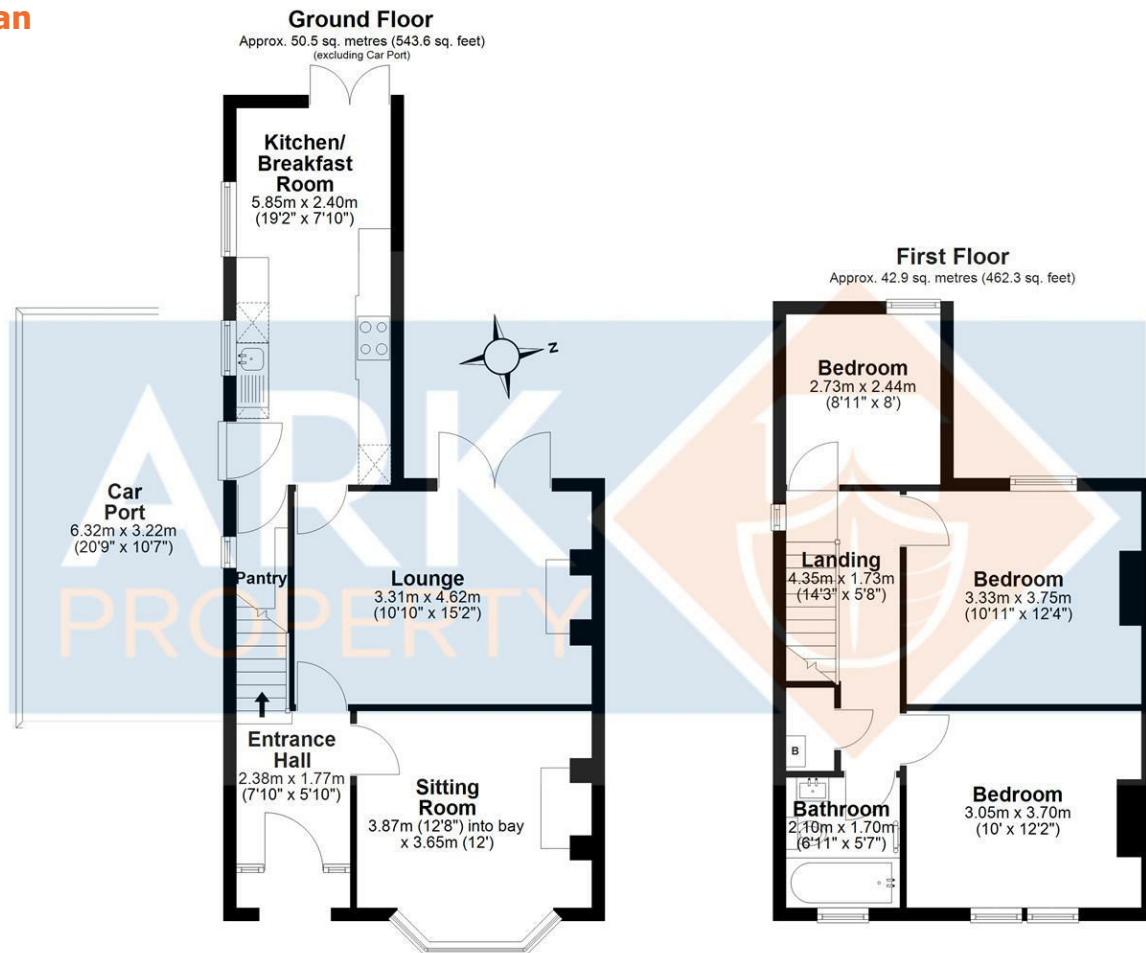 an
Ground Floor
Approx. 50.5 sq. metres (543.6 sq. feet)
(excluding Car Port)
Kitchen/
Breakfast
Room
5.85m x 2.40m
(19'2" x 7'10")
First Floor
Approx. 42.9 sq. metres (462.3 sq. feet)
Z
Bedroom
2.73m x 2.44m
(8'11" x 8')
ARK
PROPERTY
Car
Port
6.32m x 3.22m
(20'9" x 10'7")
Pantry
Lounge
3.31m x 4.62m
(10'10" x 15'2")
Landing
4.35m x 1.73m
(14'3" x 5'8")
Bedroom
3.33m x 3.75m
(10'11" x 12'4")
Entrance
Hall
2.38m x 1.77m
(7'10" x 5'10")
Sitting
Room
3.87m (12'8") into bay
x 3.65m (12')
B
Bathroom
2.10m x 1.70m
(6'11" x 5'7")
Bedroom
3.05m x 3.70m
(10' x 12'2")